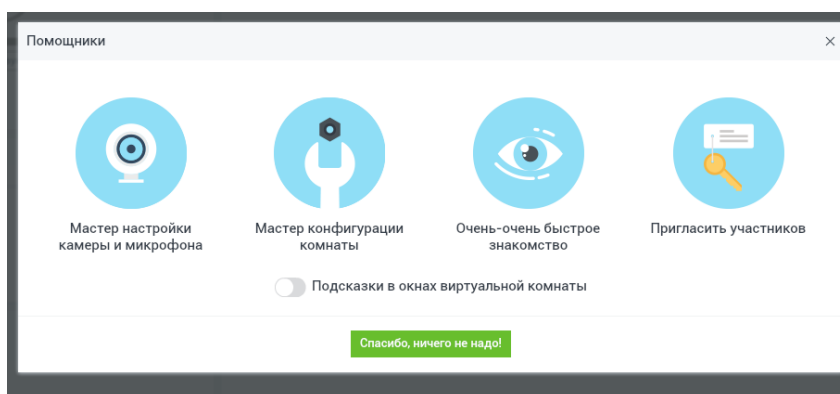 Помощники
Мастер настройки
камеры и микрофона
Мастер конфигурации
комнаты
Очень-очень быстрое
знакомство
Пригласить участников
Подсказки в окнах виртуальной комнаты
Спасибо, ничего не надо!